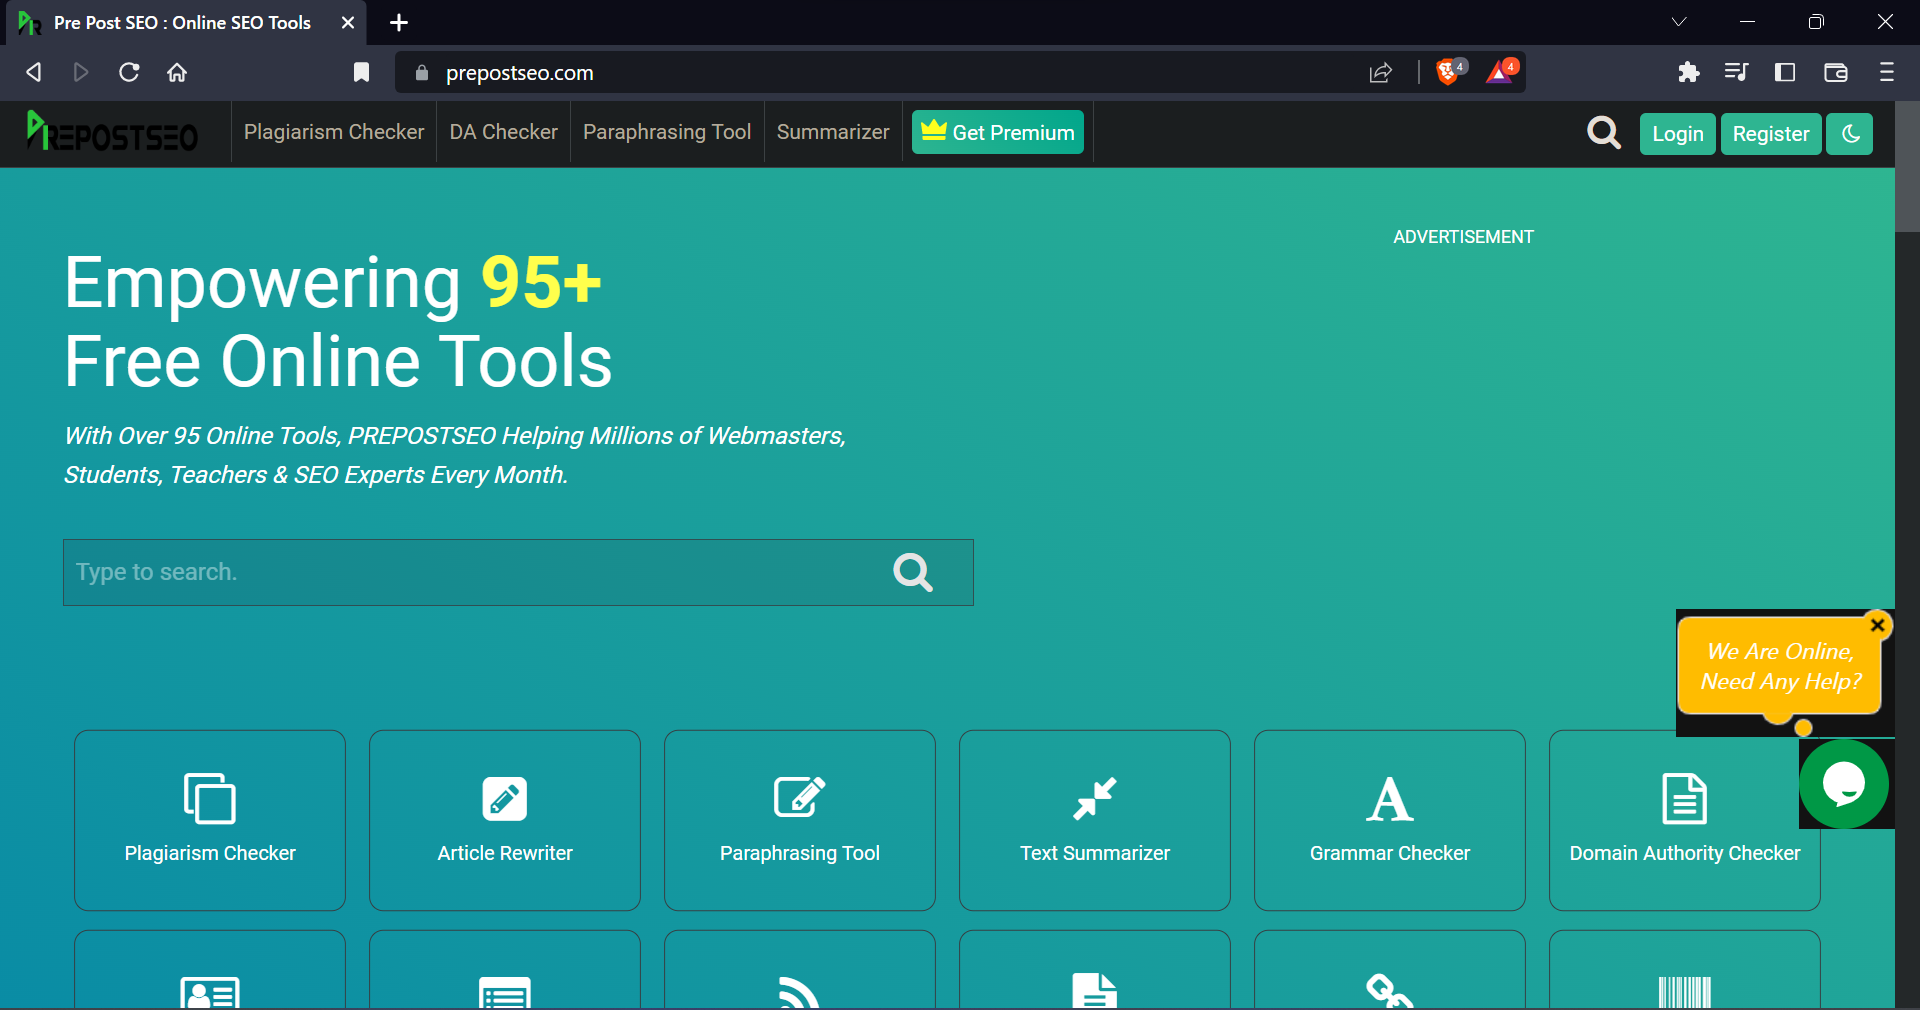 Pre Post SEO : Online SEO Tools
prepostseo.com
4
4
PREPOSTSEO
Plagiarism Checker
DA Checker
Paraphrasing Tool
Summarizer
Get Premium
Login
Register
ADVERTISEMENT
Empowering 95+
Free Online Tools
With Over 95 Online Tools, PREPOSTSEO Helping Millions of Webmasters,
Students, Teachers & SEO Experts Every Month.
Type to search.
We Are Online,
Need Any Help?
Plagiarism Checker
Article Rewriter
Paraphrasing Tool
Text Summarizer
Grammar Checker
Domain Authority Checker